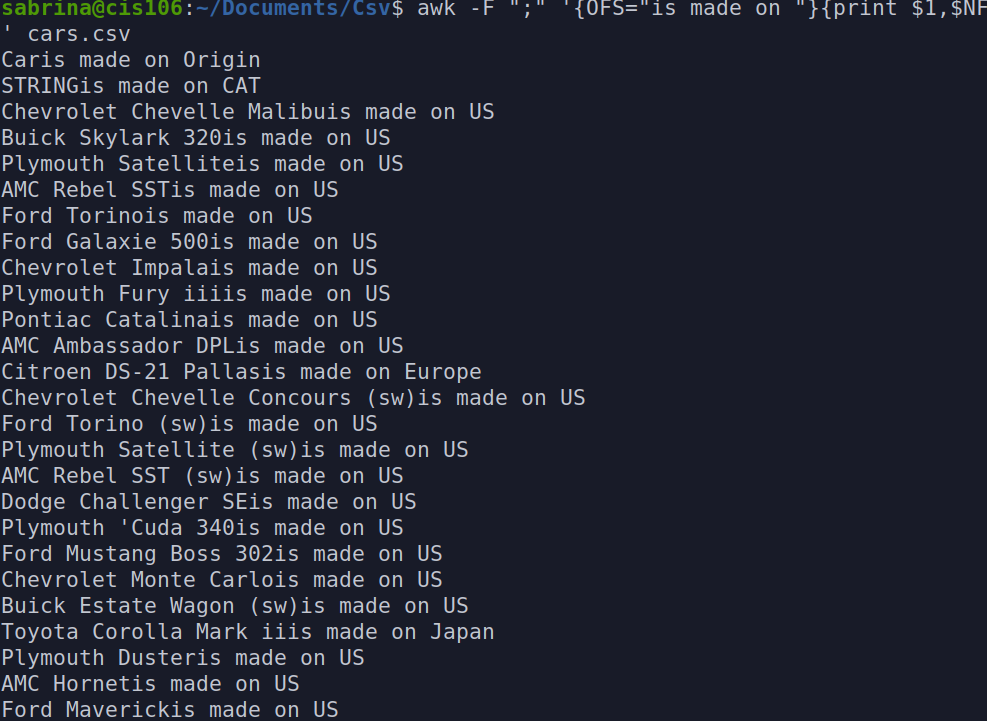 sabrina@cis106:~/Documents/Csv$ awk -F ";" '{OFS="is made on "}{print $1,$NF
' cars.csv
Caris made on Origin
STRINGis made on CAT
Chevrolet Chevelle Malibuis made on US
Buick Skylark 320is made on US
Plymouth Satelliteis made on US
AMC Rebel SSTis made on US
Ford Torinois made on US
Ford Galaxie 500is made on US
Chevrolet Impalais made on US
Plymouth Fury iiiis made on US
Pontiac Catalinais made on US
AMC Ambassador DPLis made on US
Citroen DS-21 Pallasis made on Europe
Chevrolet Chevelle Concours (sw)is made on US
Ford Torino (sw)is made on US
Plymouth Satellite (sw)is made on US
AMC Rebel SST (sw)is made on US
Dodge Challenger SEis made on US
Plymouth 'Cuda 340is made on US
Ford Mustang Boss 302is made on US
Chevrolet Monte Carlois made on US
Buick Estate Wagon (sw)is made on US
Toyota Corolla Mark iiis made on Japan
Plymouth Dusteris made on US
AMC Hornetis made on US
Ford Maverickis made on US